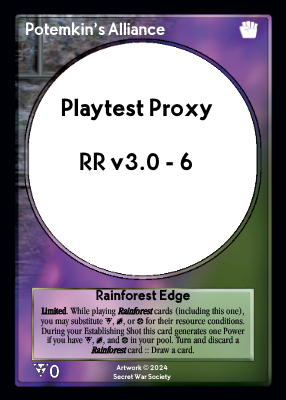 Potemkin's Alliance
Playtest Proxy
RR v3.0 - 6
Rainforest Edge
Limited. While playing Rainforest cards (including this one),
you may substitute , , or for their resource conditions.
During your Establishing Shot this card generates one Power
if you have , , and in your pool. Turn and discard a
Rainforest card :: Draw a card.
0
Artwork © 2024
Secret War Society